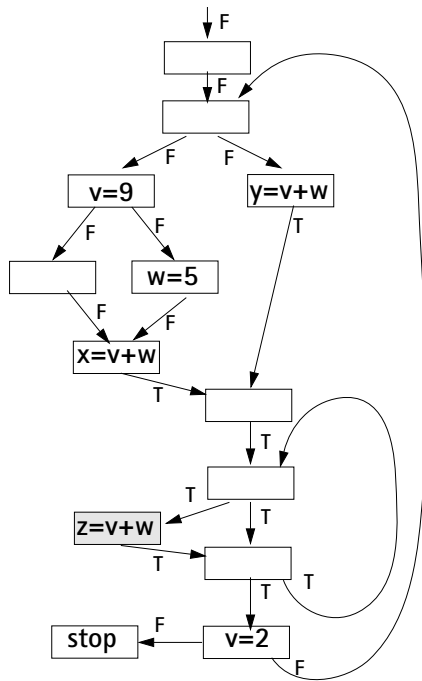 F
F
F F
v=9 y=v+w
F F T
w=5
F F
x=v+w
T
T
T T
z=v+w
T T T
F
stop v=2
F